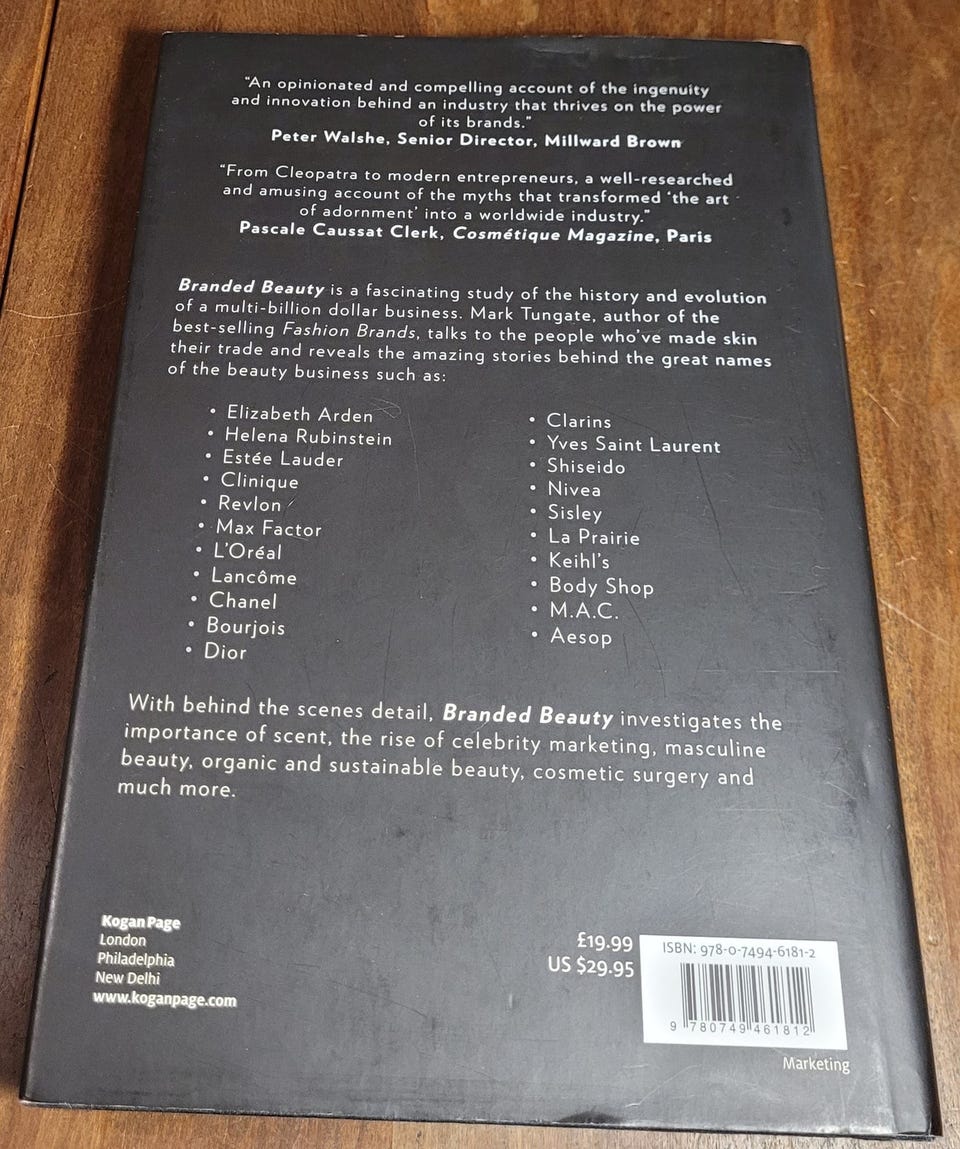 “An opinionated and compelling account of the ingenuity
and innovation behind an industry that thrives on the power
of its brands.”
Peter Walshe, Senior Director, Millward Brown
“From Cleopatra to modern entrepreneurs, a well-researched
and amusing account of the myths that transformed ‘the art
of adornment’ into a worldwide industry.”
Pascale Caussat Clerk, Cosmétique Magazine, Paris
Branded Beauty is a fascinating study of the history and evolution
of a multi-billion dollar business. Mark Tungate, author of the
best-selling Fashion Brands, talks to the people who’ve made skin
their trade and reveals the amazing stories behind the great names
of the beauty business such as:
• Elizabeth Arden
• Helena Rubinstein
• Estée Lauder
• Clinique
• Revlon
• Max Factor
• L’Oréal
• Lancôme
• Chanel
• Bourjois
• Dior
• Clarins
• Yves Saint Laurent
• Shiseido
• Nivea
• Sisley
• La Prairie
• Keihl’s
• Body Shop
• M.A.C.
• Aesop
With behind the scenes detail, Branded Beauty investigates the
importance of scent, the rise of celebrity marketing, masculine
beauty, organic and sustainable beauty, cosmetic surgery and
much more.
KoganPage
London
Philadelphia
New Delhi
www.koganpage.com
£19.99
US $29.95
ISBN: 978-0-7494-6181-2
9 780749 461812
Marketing